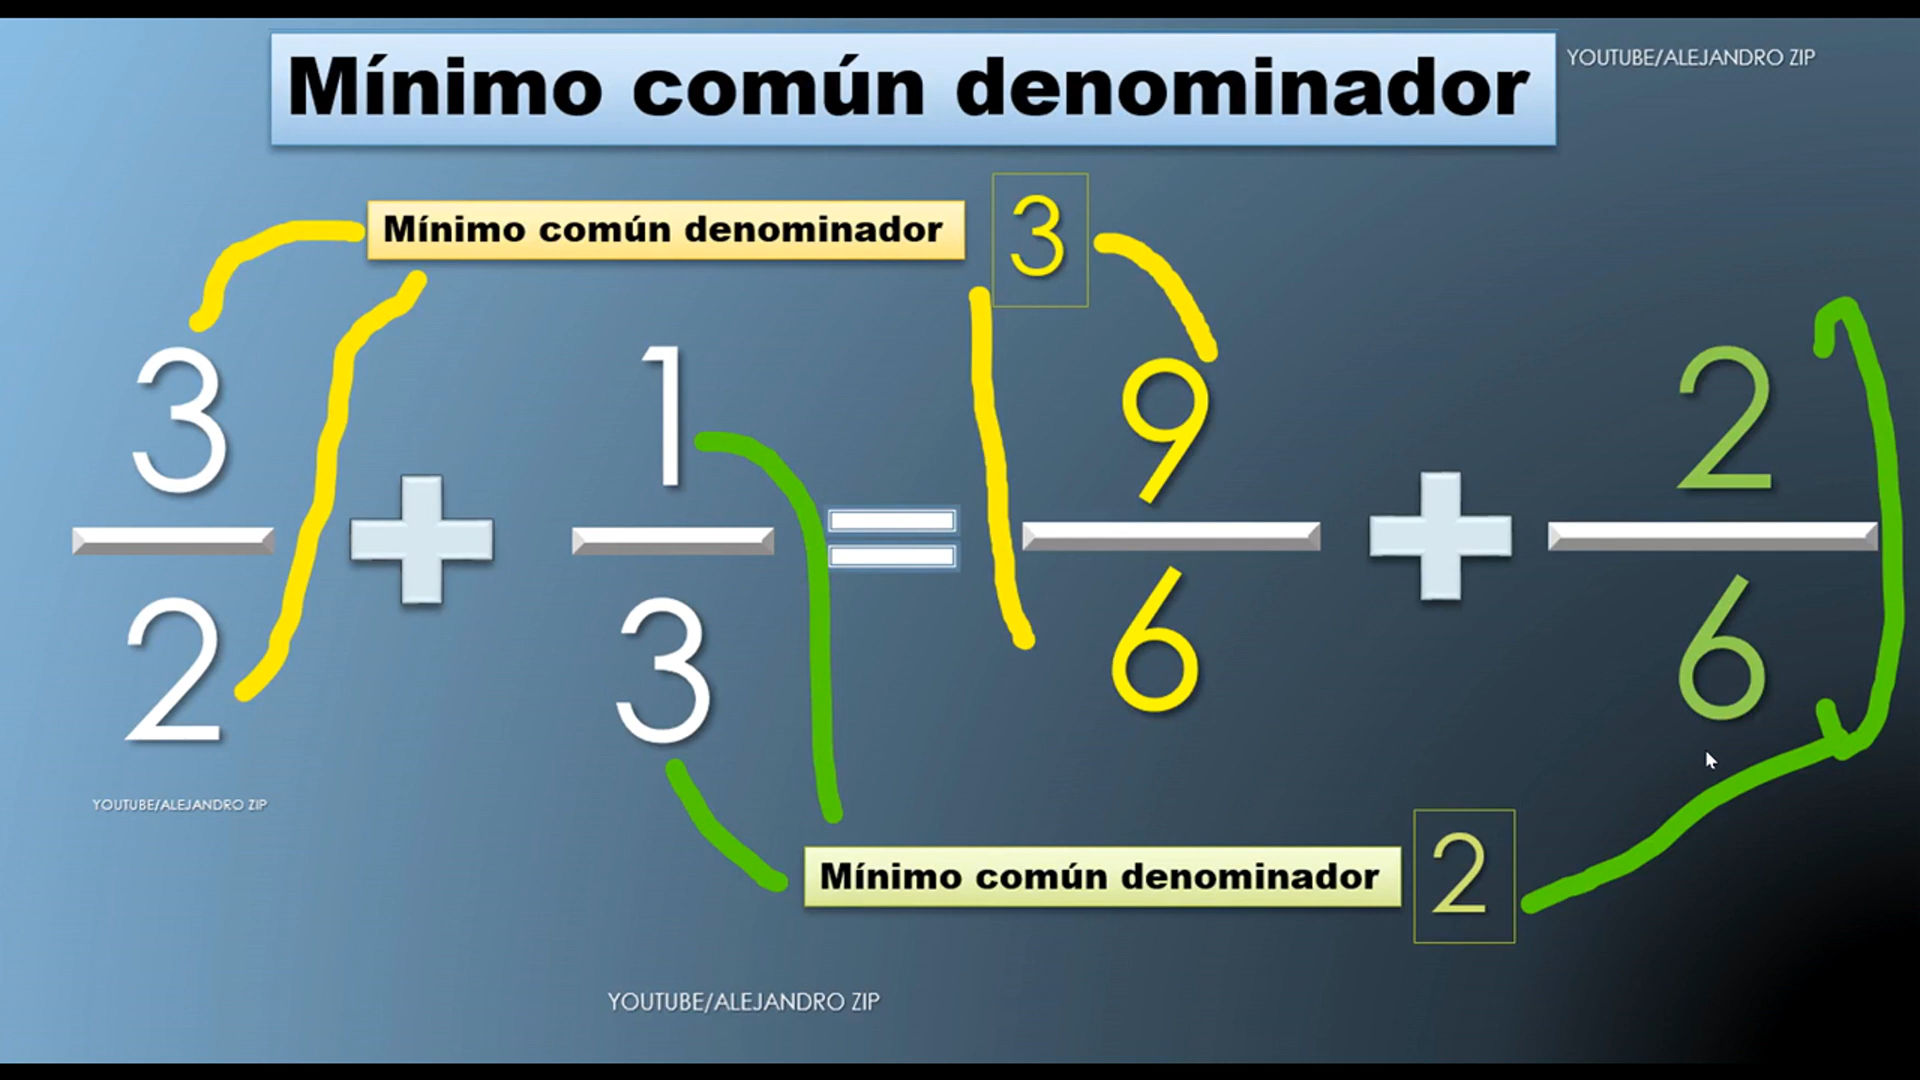 Mínimo común denominador
YOUTUBE/ALEJANDRO ZIP
Mínimo común denominador 3
3 1 9 2
+ = +
2 3 6 6
YOUTUBE/ALEJANDRO ZIP
Mínimo común denominador 2
YOUTUBE/ALEJANDRO ZIP